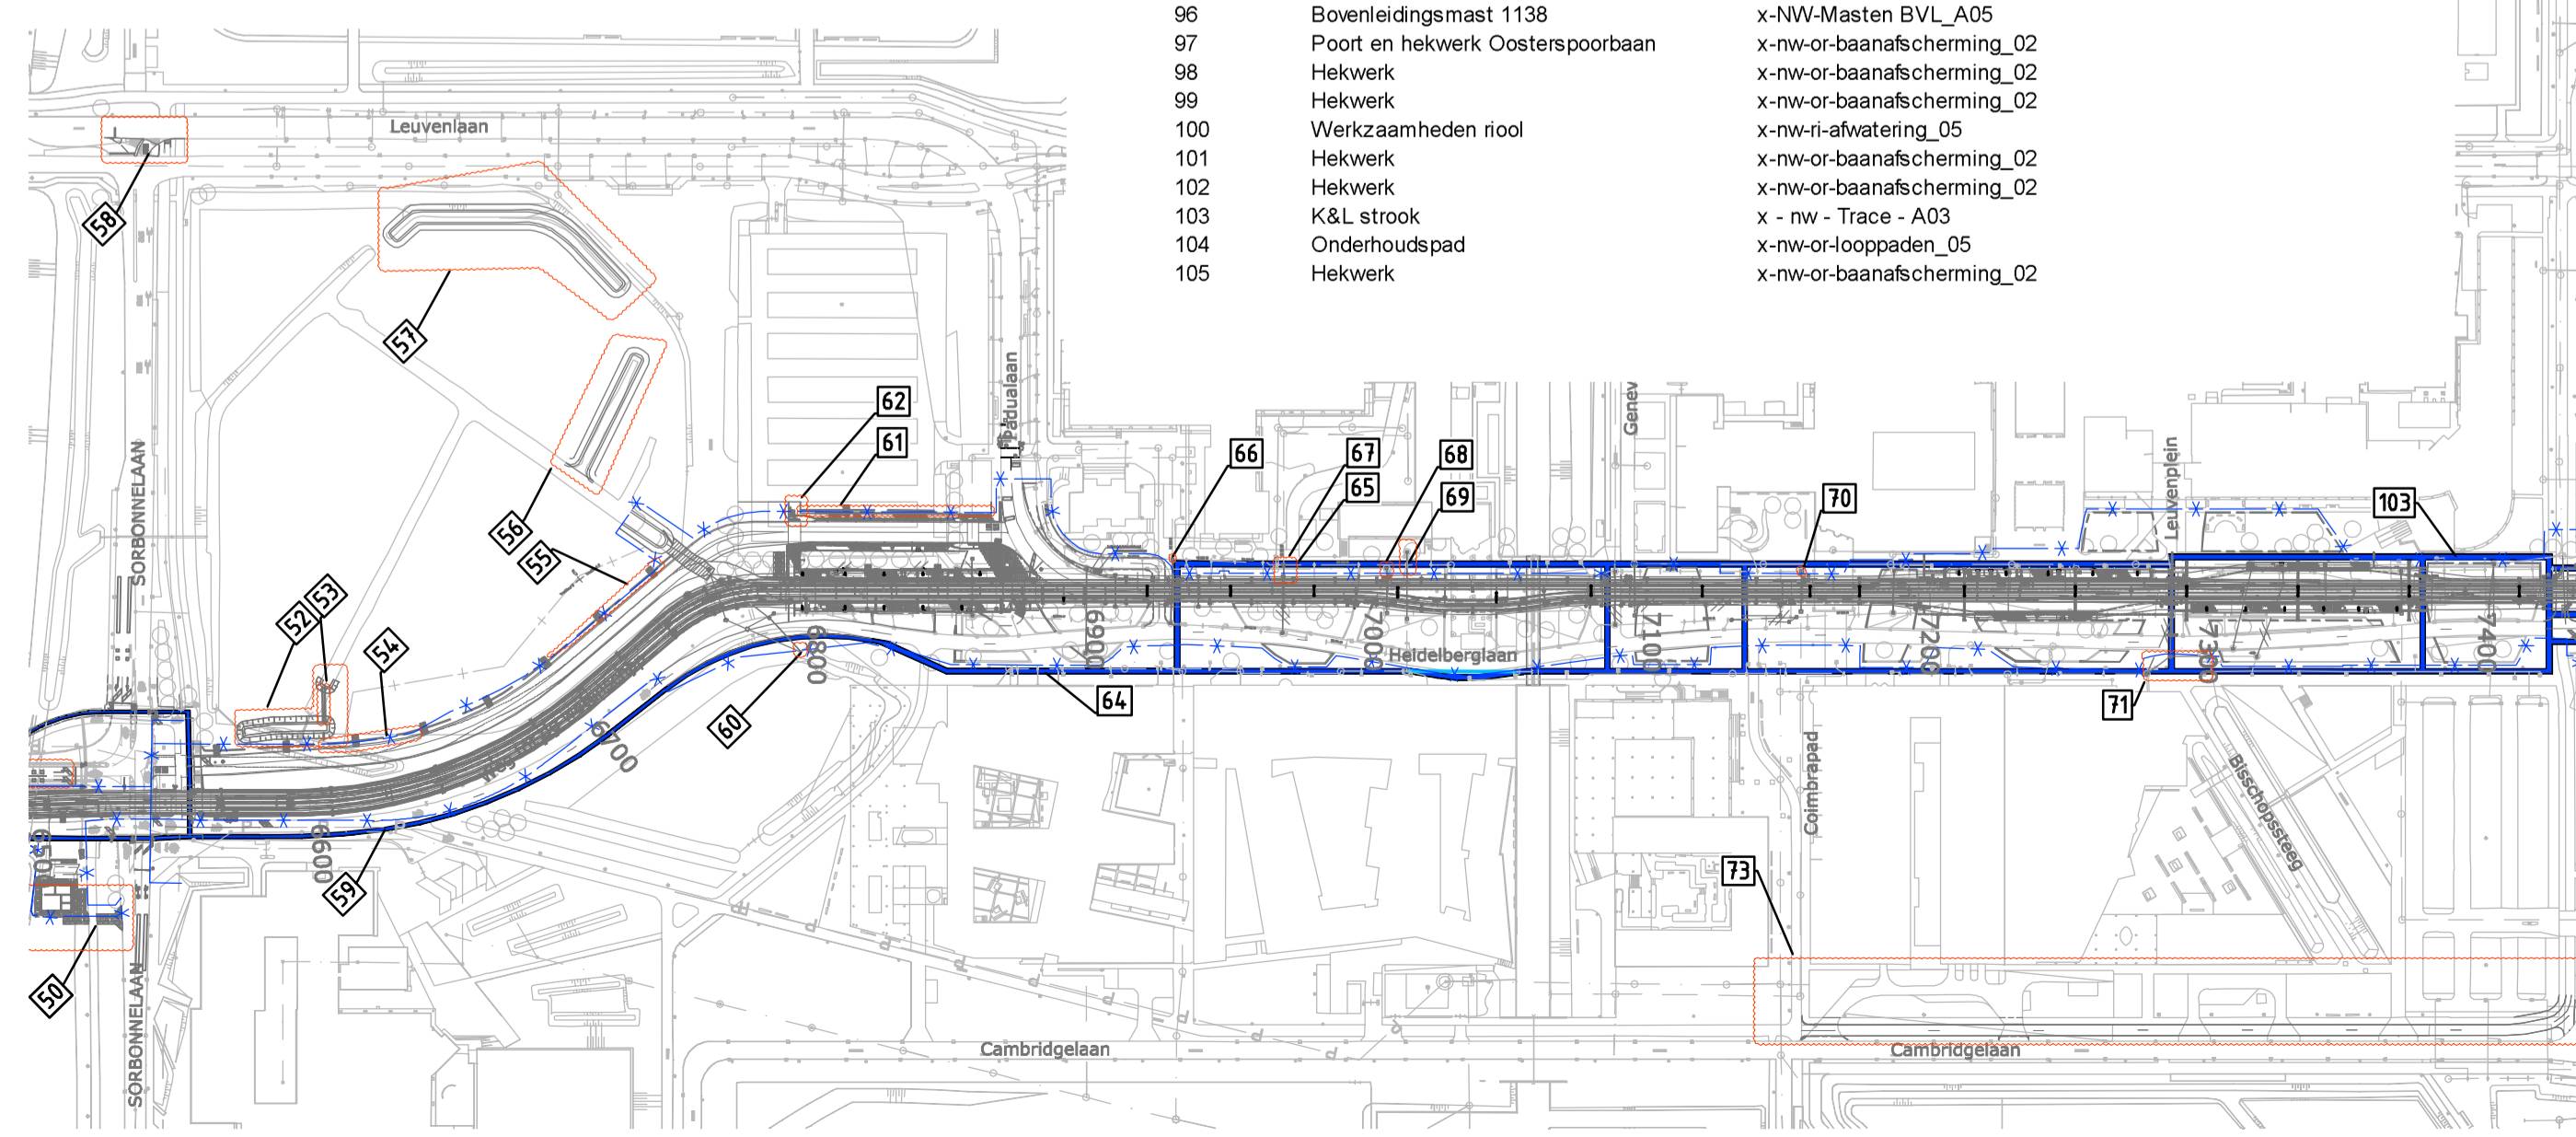 96 Bovenleidingsmast 1138 x-NW-Masten BVL_A05
97 Poort en hekwerk Oosterspoorbaan x-nw-or-baanafscherming_02
98 Hekwerk x-nw-or-baanafscherming_02
99 Hekwerk x-nw-or-baanafscherming_02
100 Werkzaamheden riool x-nw-ri-afwatering_05
101 Hekwerk x-nw-or-baanafscherming_02
102 Hekwerk x-nw-or-baanafscherming_02
103 K&L strook x - nw - Trace - A03
104 Onderhoudspad x-nw-or-looppaden_05
105 Hekwerk x-nw-or-baanafscherming_02
Leuvenlaan
58
57
SORBONNELAAN
56
55
62
61
Padualaan
66
67
65
68
69
Genev
70
Leuvenplein
103
52
53
54
60
64
71
6600
6700
6800
6900
7000
7100
7200
7300
7400
Heidelberglaan
59
50
SORBONNELAAN
Coimbrapad
73
Bisschopssteeg
Cambridgelaan
Cambridgelaan